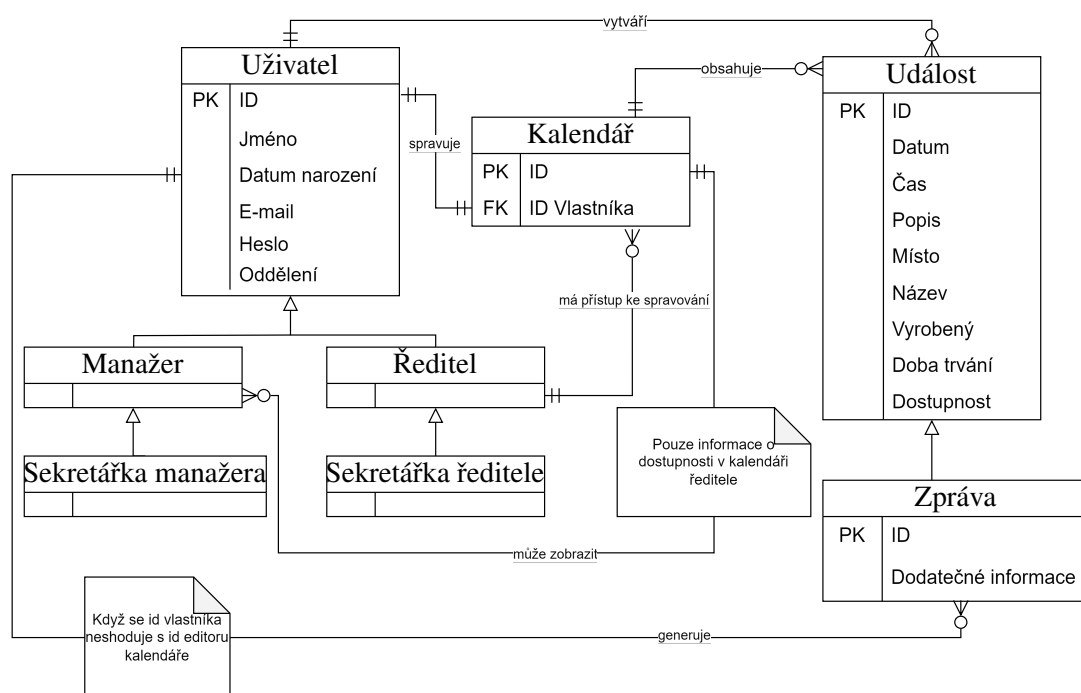 vytváří
Uživatel
PK ID
Jméno
Datum narození
E-mail
Heslo
Oddělení
spravuje
obsahuje
Kalendář
PK ID
FK ID Vlastníka
Událost
PK ID
Datum
Čas
Popis
Místo
Název
Vyrobený
Doba trvání
Dostupnost
má přístup ke spravování
Manažer
Ředitel
Sekretářka manažera
Sekretářka ředitele
Pouze informace o
dostupnosti v kalendáři
ředitele
Zpráva
PK ID
Dodatečné informace
může zobrazit
Když se id vlastníka
neshoduje s id editoru
kalendáře
generuje